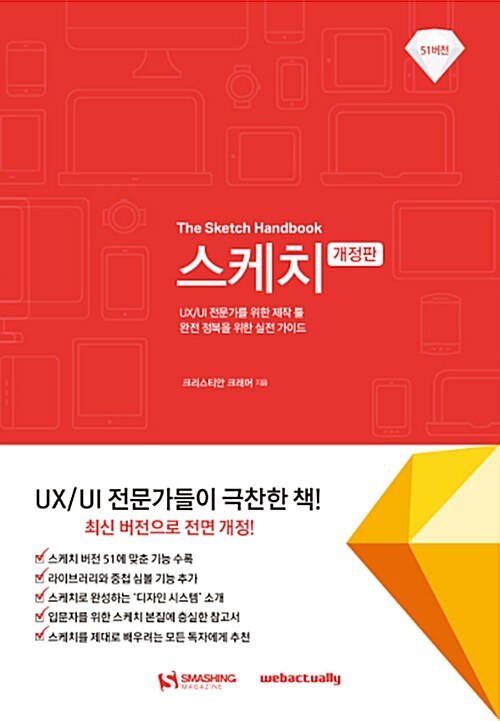 51버전
The Sketch Handbook
스케치 개정판
UX/UI 전문가를 위한 제작 툴
완전 정복을 위한 실전 가이드
크리스티안 크래머 지음
UX/UI 전문가들이 극찬한 책!
최신 버전으로 전면 개정!
스케치 버전 51에 맞춘 기능 수록
라이브러리와 중첩 심볼 기능 추가
스케치로 완성하는 '디자인 시스템' 소개
입문자를 위한 스케치 본질에 충실한 참고서
스케치를 제대로 배우려는 모든 독자에게 추천
SMASHING
MAGAZINE
webactually